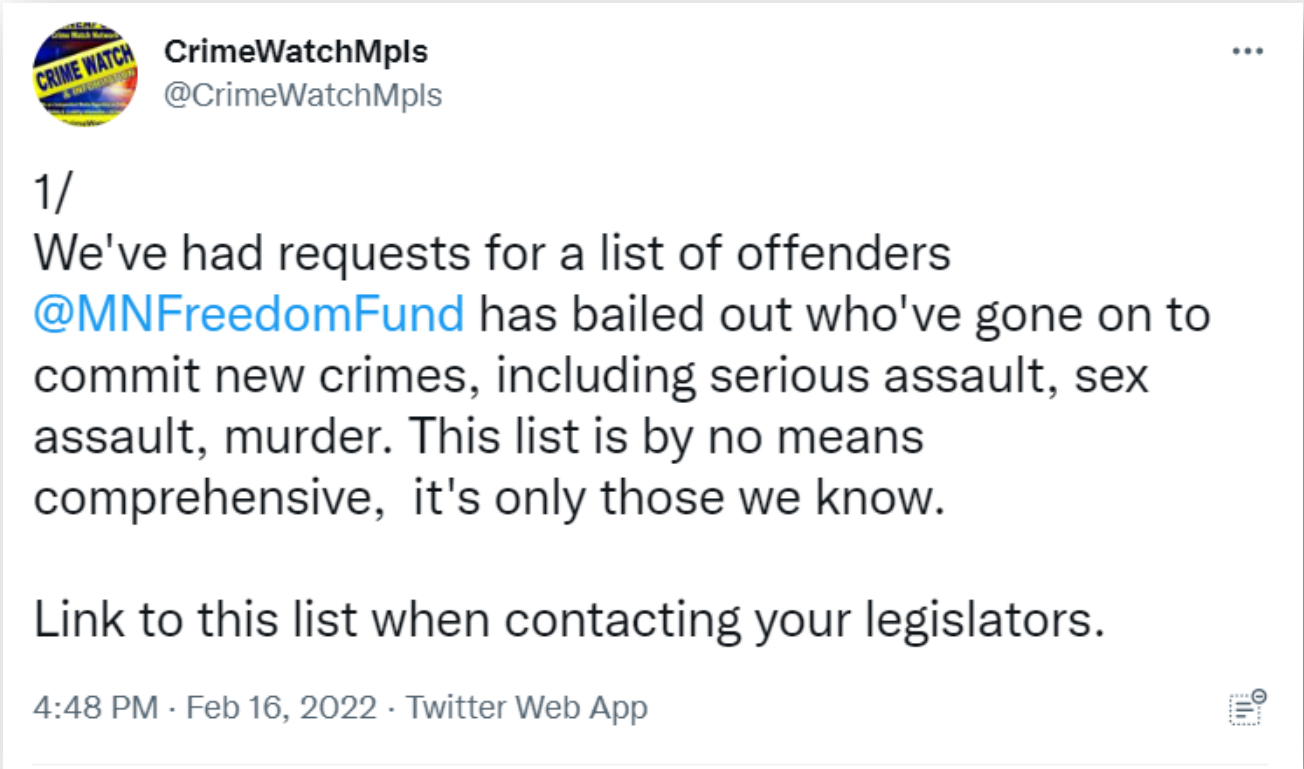 CrimeWatchMpls
@CrimeWatchMpls
CRIME WATCH
1/
We've had requests for a list of offenders
@MNFreedomFund has bailed out who've gone on to
commit new crimes, including serious assault, sex
assault, murder. This list is by no means
comprehensive,  it's only those we know.
Link to this list when contacting your legislators.
4:48 PM · Feb 16, 2022 · Twitter Web App